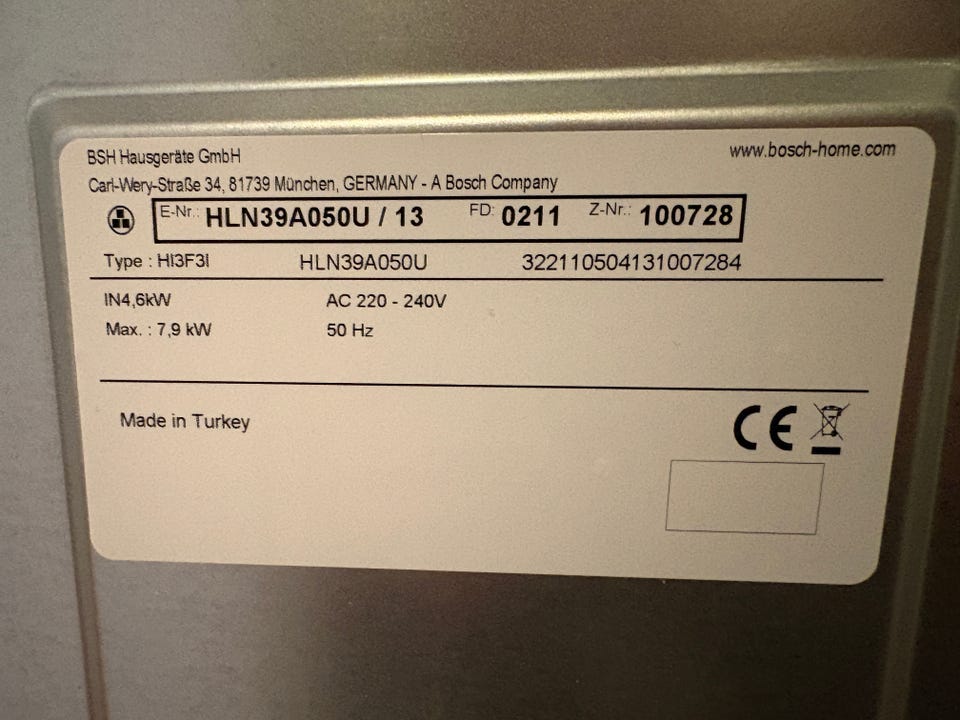 BSH Hausgeräte GmbH www.bosch-home.com
Carl-Wery-Straße 34, 81739 München, GERMANY - A Bosch Company
E-Nr.: HLN39A050U / 13 FD: 0211 Z-Nr.: 100728
Type : HI3F3I HLN39A050U 322110504131007284
IN4,6kW AC 220 - 240V
Max. : 7,9 kW 50 Hz
Made in Turkey CE